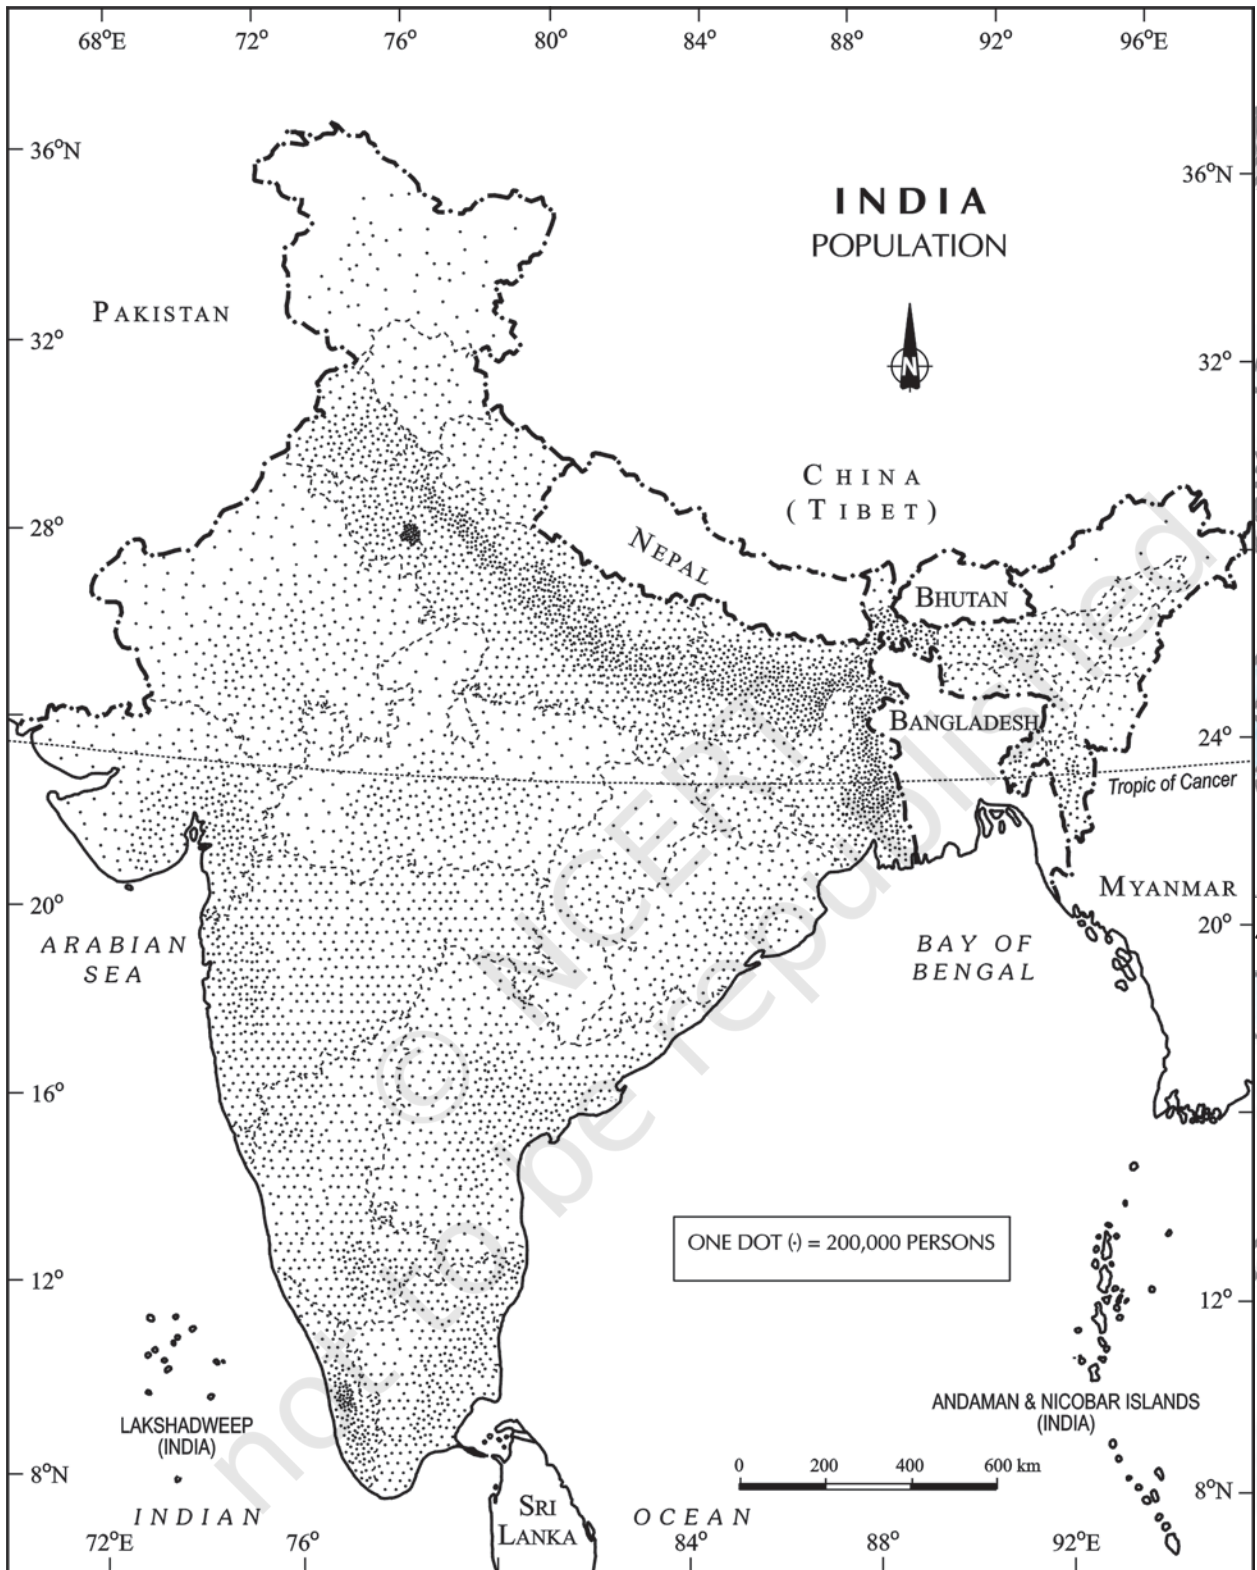 68°E 72° 76° 80° 84° 88° 92° 96°E
36°N
36°N
INDIA
POPULATION
PAKISTAN
32°
N
32°
CHINA
(TIBET)
28°
NEPAL
BHUTAN
BANGLADESH
24°
Tropic of Cancer
MYANMAR
20°
20°
ARABIAN
SEA
BAY OF
BENGAL
© NCERT
not to be republished
16°
ONE DOT (·) = 200,000 PERSONS
12°
12°
LAKSHADWEEP
(INDIA)
ANDAMAN & NICOBAR ISLANDS
(INDIA)
0 200 400 600 km
8°N
8°N
INDIAN OCEAN
SRI
LANKA
72°E 76° 84° 88° 92°E